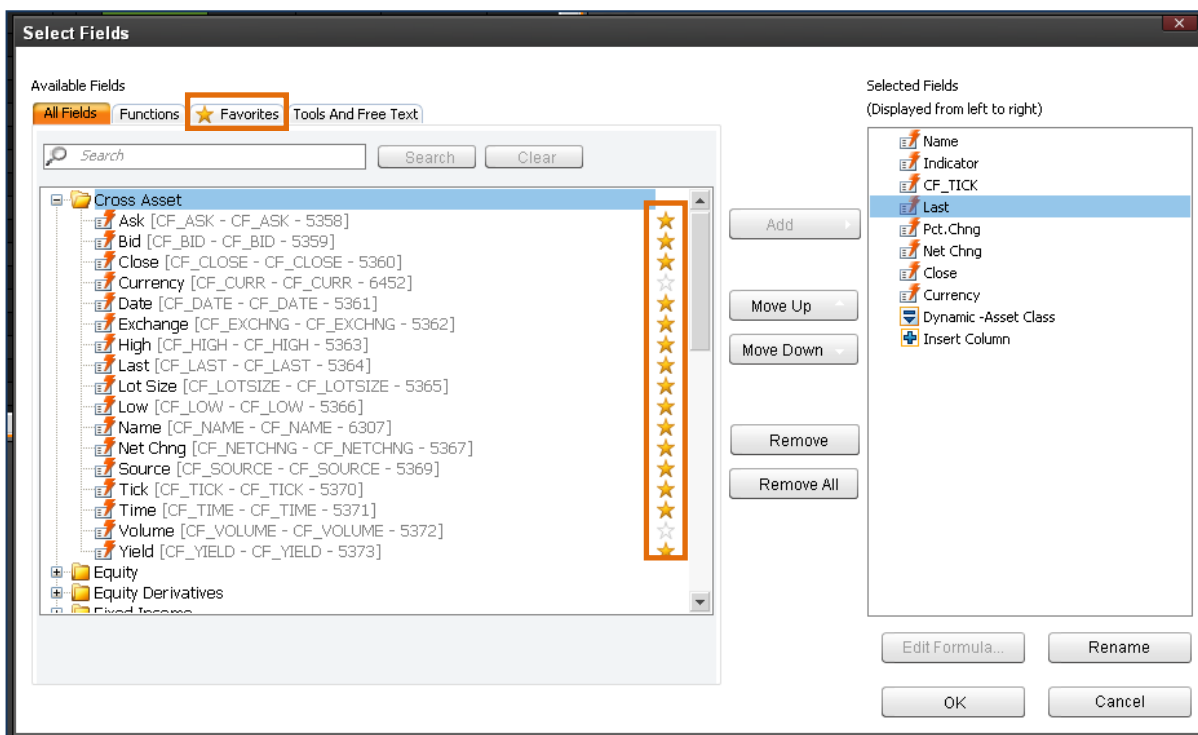 Select Fields
Available Fields
All Fields Functions Favorites Tools And Free Text
Search Search Clear
Cross Asset
Ask [CF_ASK - CF_ASK - 5358]
Bid [CF_BID - CF_BID - 5359]
Close [CF_CLOSE - CF_CLOSE - 5360]
Currency [CF_CURR - CF_CURR - 6452]
Date [CF_DATE - CF_DATE - 5361]
Exchange [CF_EXCHNG - CF_EXCHNG - 5362]
High [CF_HIGH - CF_HIGH - 5363]
Last [CF_LAST - CF_LAST - 5364]
Lot Size [CF_LOTSIZE - CF_LOTSIZE - 5365]
Low [CF_LOW - CF_LOW - 5366]
Name [CF_NAME - CF_NAME - 6307]
Net Chng [CF_NETCHNG - CF_NETCHNG - 5367]
Source [CF_SOURCE - CF_SOURCE - 5369]
Tick [CF_TICK - CF_TICK - 5370]
Time [CF_TIME - CF_TIME - 5371]
Volume [CF_VOLUME - CF_VOLUME - 5372]
Yield [CF_YIELD - CF_YIELD - 5373]
Equity
Equity Derivatives
Fixed Income
Add
Move Up
Move Down
Remove
Remove All
Selected Fields
(Displayed from left to right)
Name
Indicator
CF_TICK
Last
Pct.Chng
Net Chng
Close
Currency
Dynamic -Asset Class
Insert Column
Edit Formula... Rename
OK Cancel